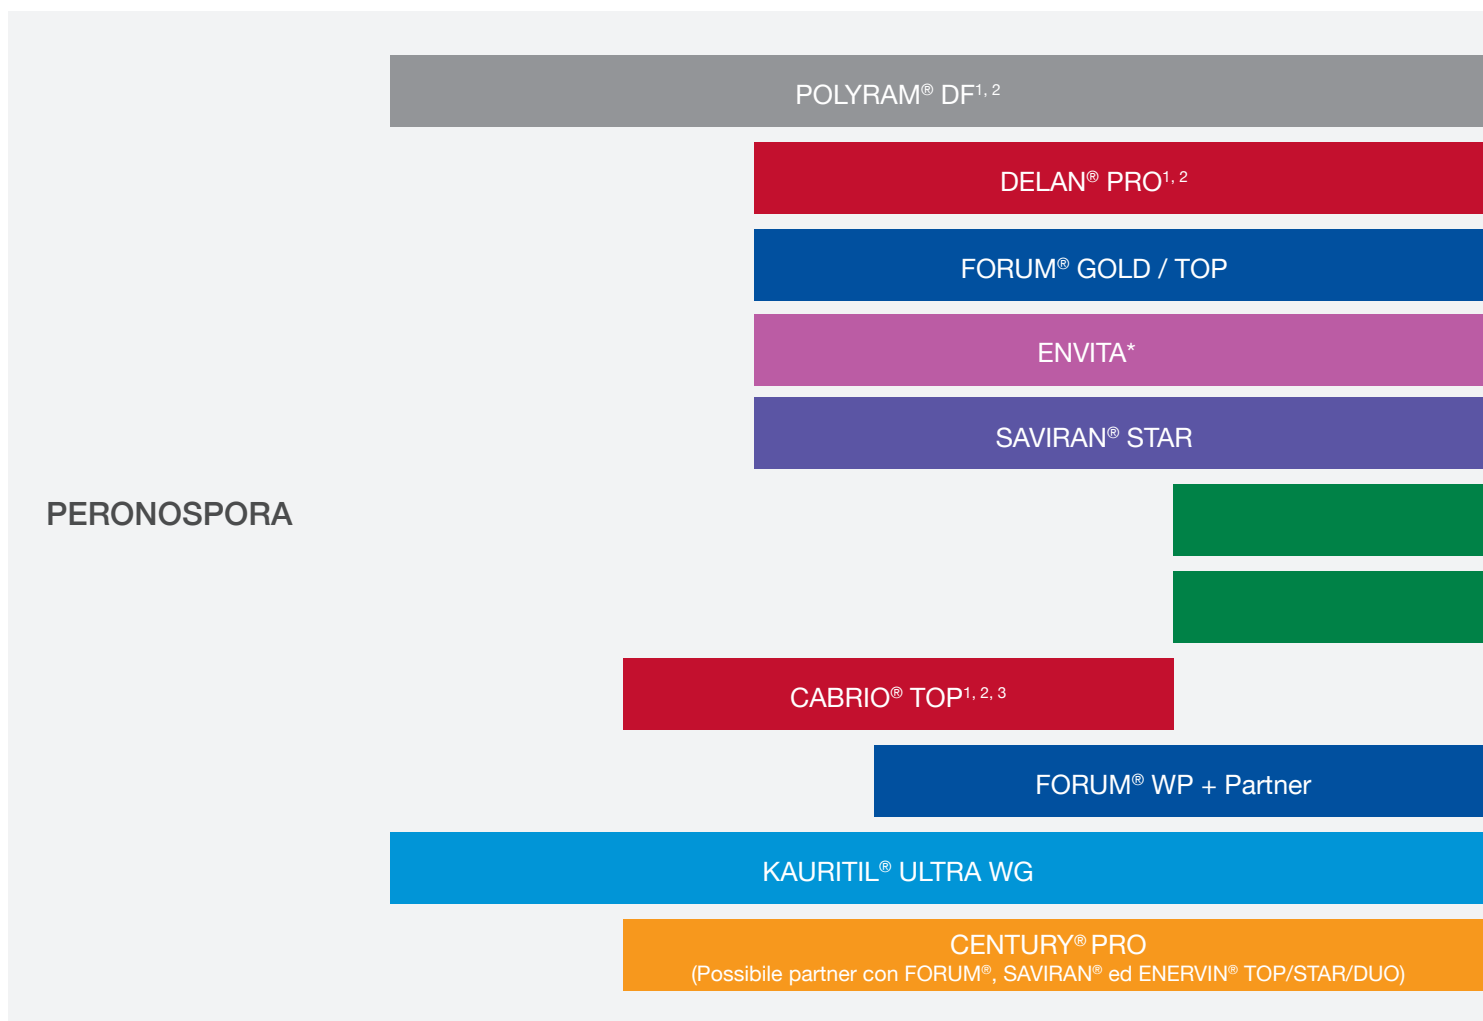 POLYRAM® DF1, 2
DELAN® PRO1, 2
FORUM® GOLD / TOP
ENVITA*
SAVIRAN® STAR
PERONOSPORA
CABRIO® TOP1, 2, 3
FORUM® WP + Partner
KAURITIL® ULTRA WG
CENTURY® PRO
(Possibile partner con FORUM®, SAVIRAN® ed ENERVIN® TOP/STAR/DUO)